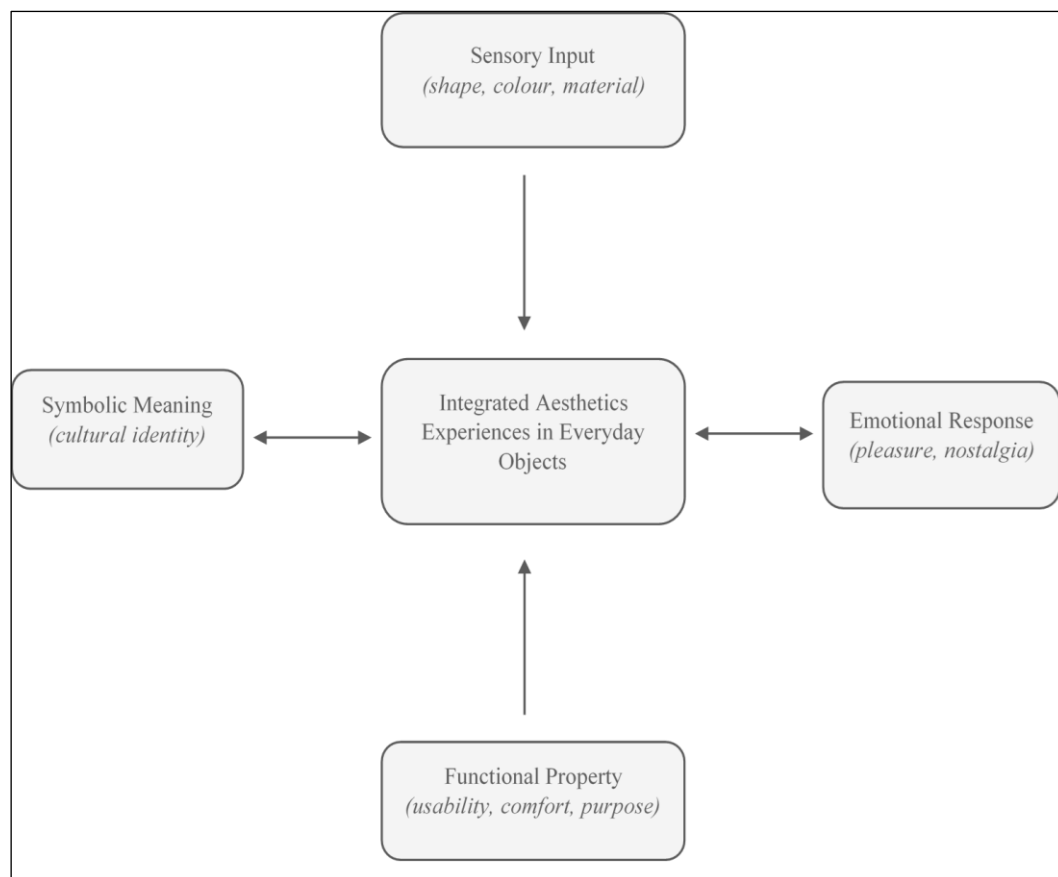 Sensory Input
(shape, colour, material)
Symbolic Meaning
(cultural identity)
Integrated Aesthetics
Experiences in Everyday
Objects
Emotional Response
(pleasure, nostalgia)
Functional Property
(usability, comfort, purpose)